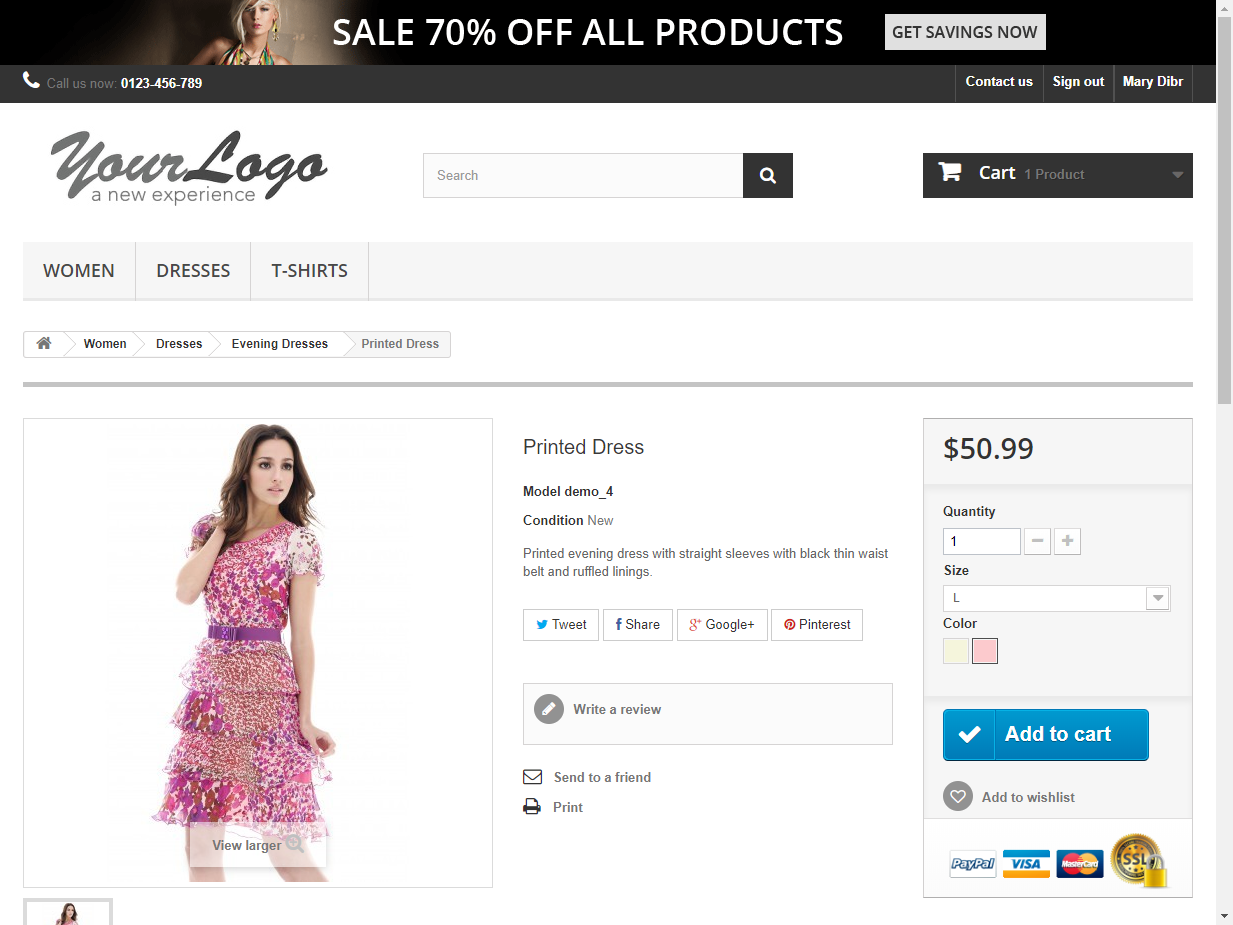 SALE 70% OFF ALL PRODUCTS
GET SAVINGS NOW
Call us now: 0123-456-789
Contact us
Sign out
Mary Dibr
YourLogo
a new experience
Search
Cart 1 Product
WOMEN
DRESSES
T-SHIRTS
Women
Dresses
Evening Dresses
Printed Dress
View larger
Printed Dress
Model demo_4
Condition New
Printed evening dress with straight sleeves with black thin waist
belt and ruffled linings.
Tweet
Share
Google+
Pinterest
Write a review
Send to a friend
Print
$50.99
Quantity
1
Size
L
Color
Add to cart
Add to wishlist
PayPal
VISA
MasterCard
SSL